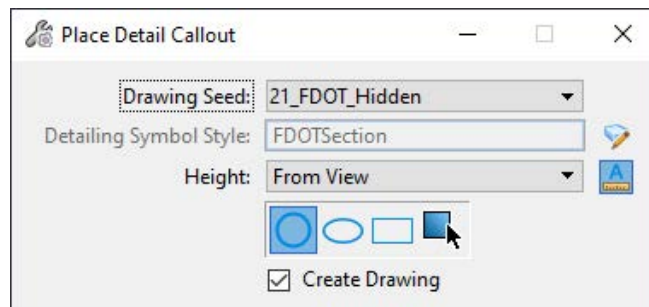 Place Detail Callout
Drawing Seed: 21_FDOT_Hidden
Detailing Symbol Style: FDOTSection
Height: From View
A
Create Drawing